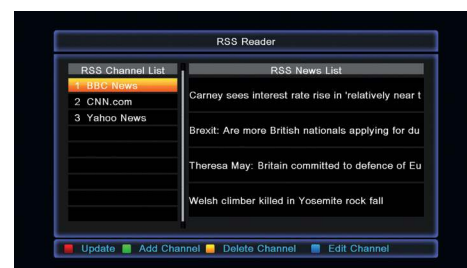 RSS Reader
RSS Channel List
1 BBC News
2 CNN.com
3 Yahoo News
RSS News List
Carney sees interest rate rise in 'relatively near t
Brexit: Are more British nationals applying for du
Theresa May: Britain committed to defence of Eu
Welsh climber killed in Yosemite rock fall
Update Add Channel Delete Channel Edit Channel